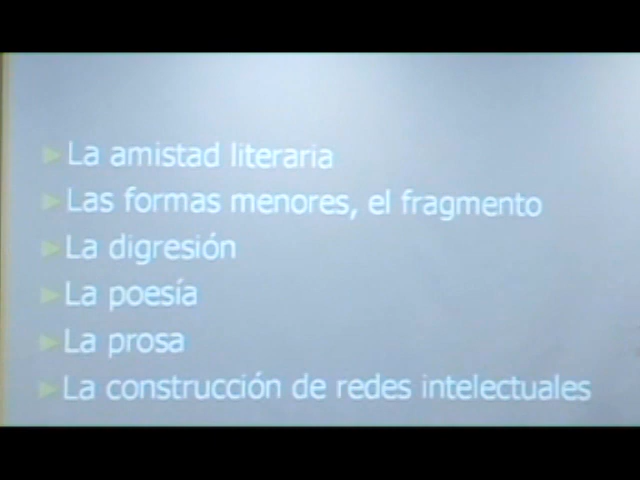 La amistad literaria
Las formas menores, el fragmento
La digresión
La poesía
La prosa
La construcción de redes intelectuales